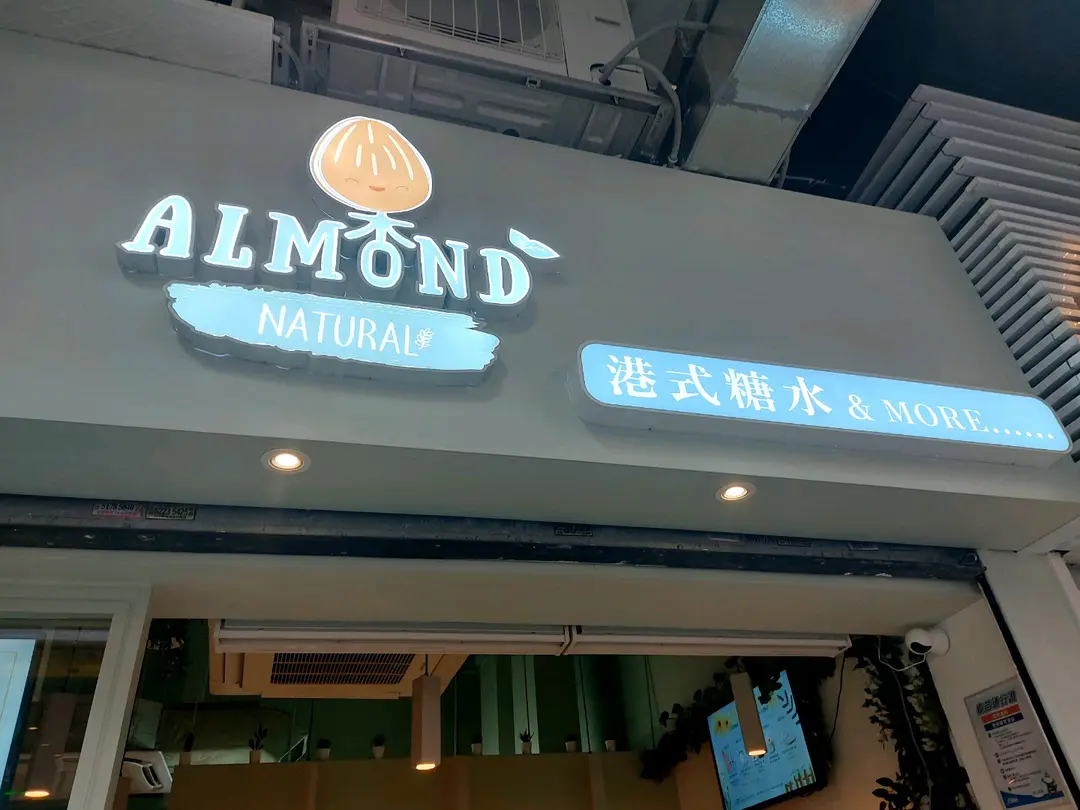 ALMOND
NATURAL
港式糖水 & MORE......